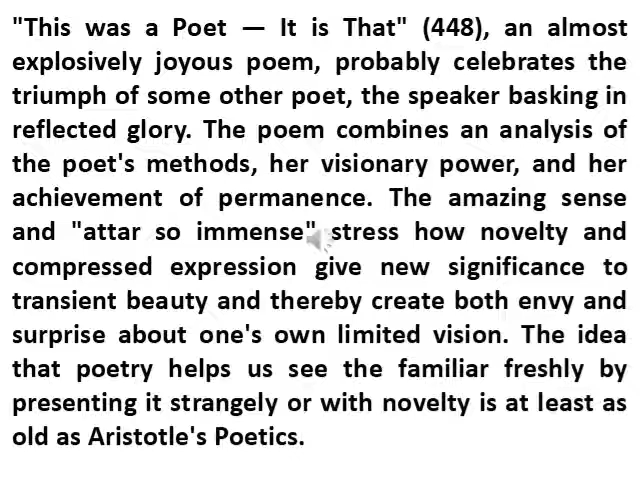 "This was a Poet — It is That" (448), an almost
explosively joyous poem, probably celebrates the
triumph of some other poet, the speaker basking in
reflected glory. The poem combines an analysis of
the poet's methods, her visionary power, and her
achievement of permanence. The amazing sense
and "attar so immense" stress how novelty and
compressed expression give new significance to
transient beauty and thereby create both envy and
surprise about one's own limited vision. The idea
that poetry helps us see the familiar freshly by
presenting it strangely or with novelty is at least as
old as Aristotle's Poetics.